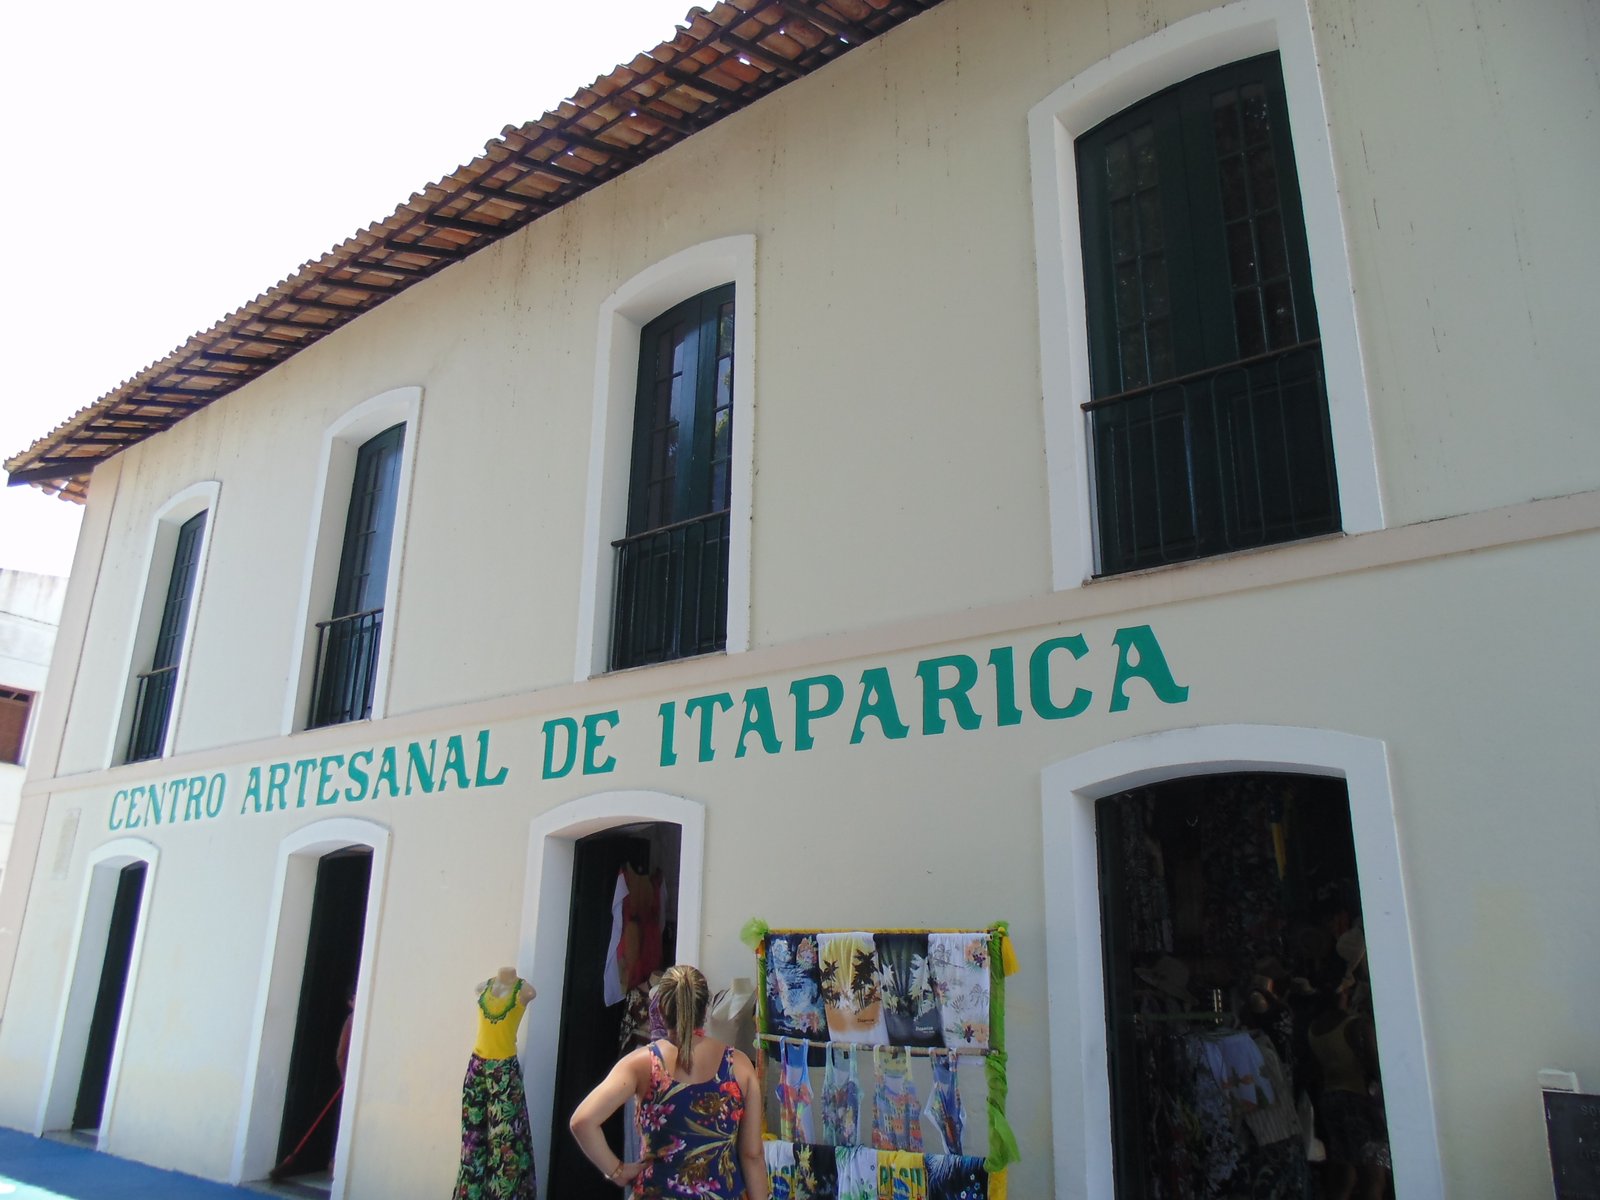 CENTRO ARTESANAL DE ITAPARICA